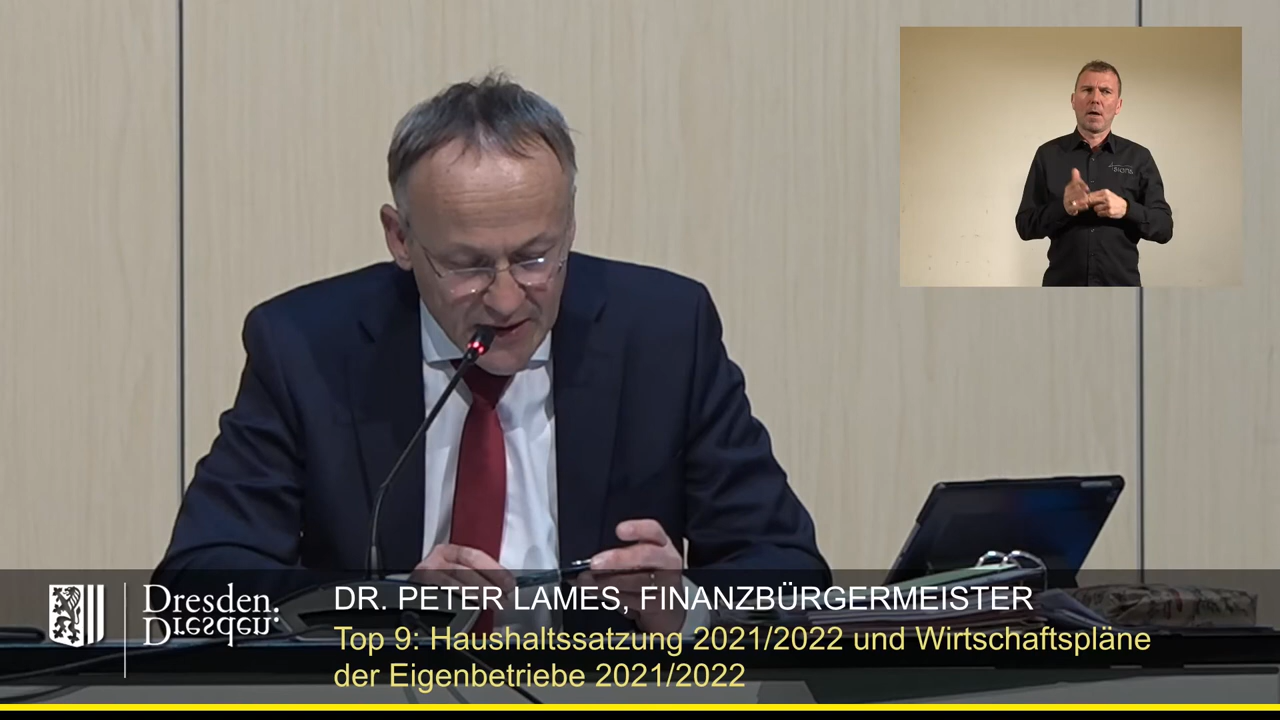 Dresden.
Dresden.
DR. PETER LAMES, FINANZBÜRGERMEISTER
Top 9: Haushaltssatzung 2021/2022 und Wirtschaftspläne
der Eigenbetriebe 2021/2022